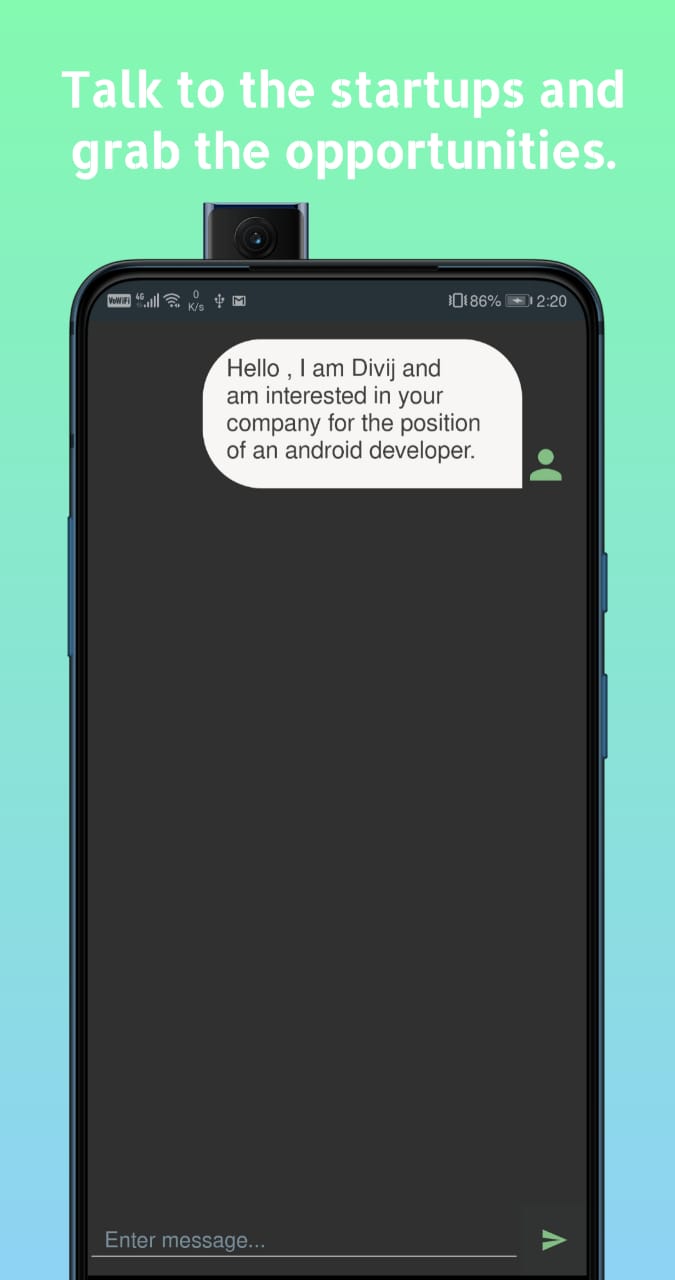 Talk to the startups and
grab the opportunities.
VoWiFi 4G 0 K/s 86% 2:20
Hello , I am Divij and
am interested in your
company for the position
of an android developer.
Enter message...